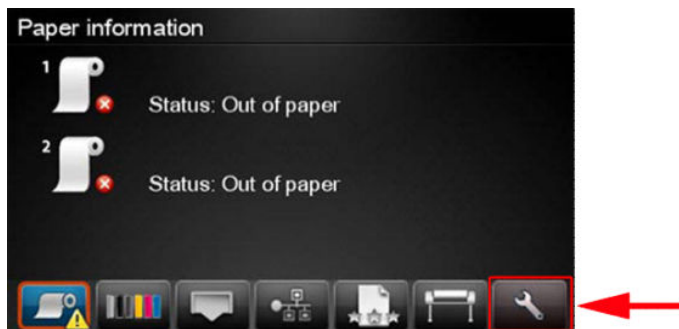 Paper information
1
Status: Out of paper
2
Status: Out of paper